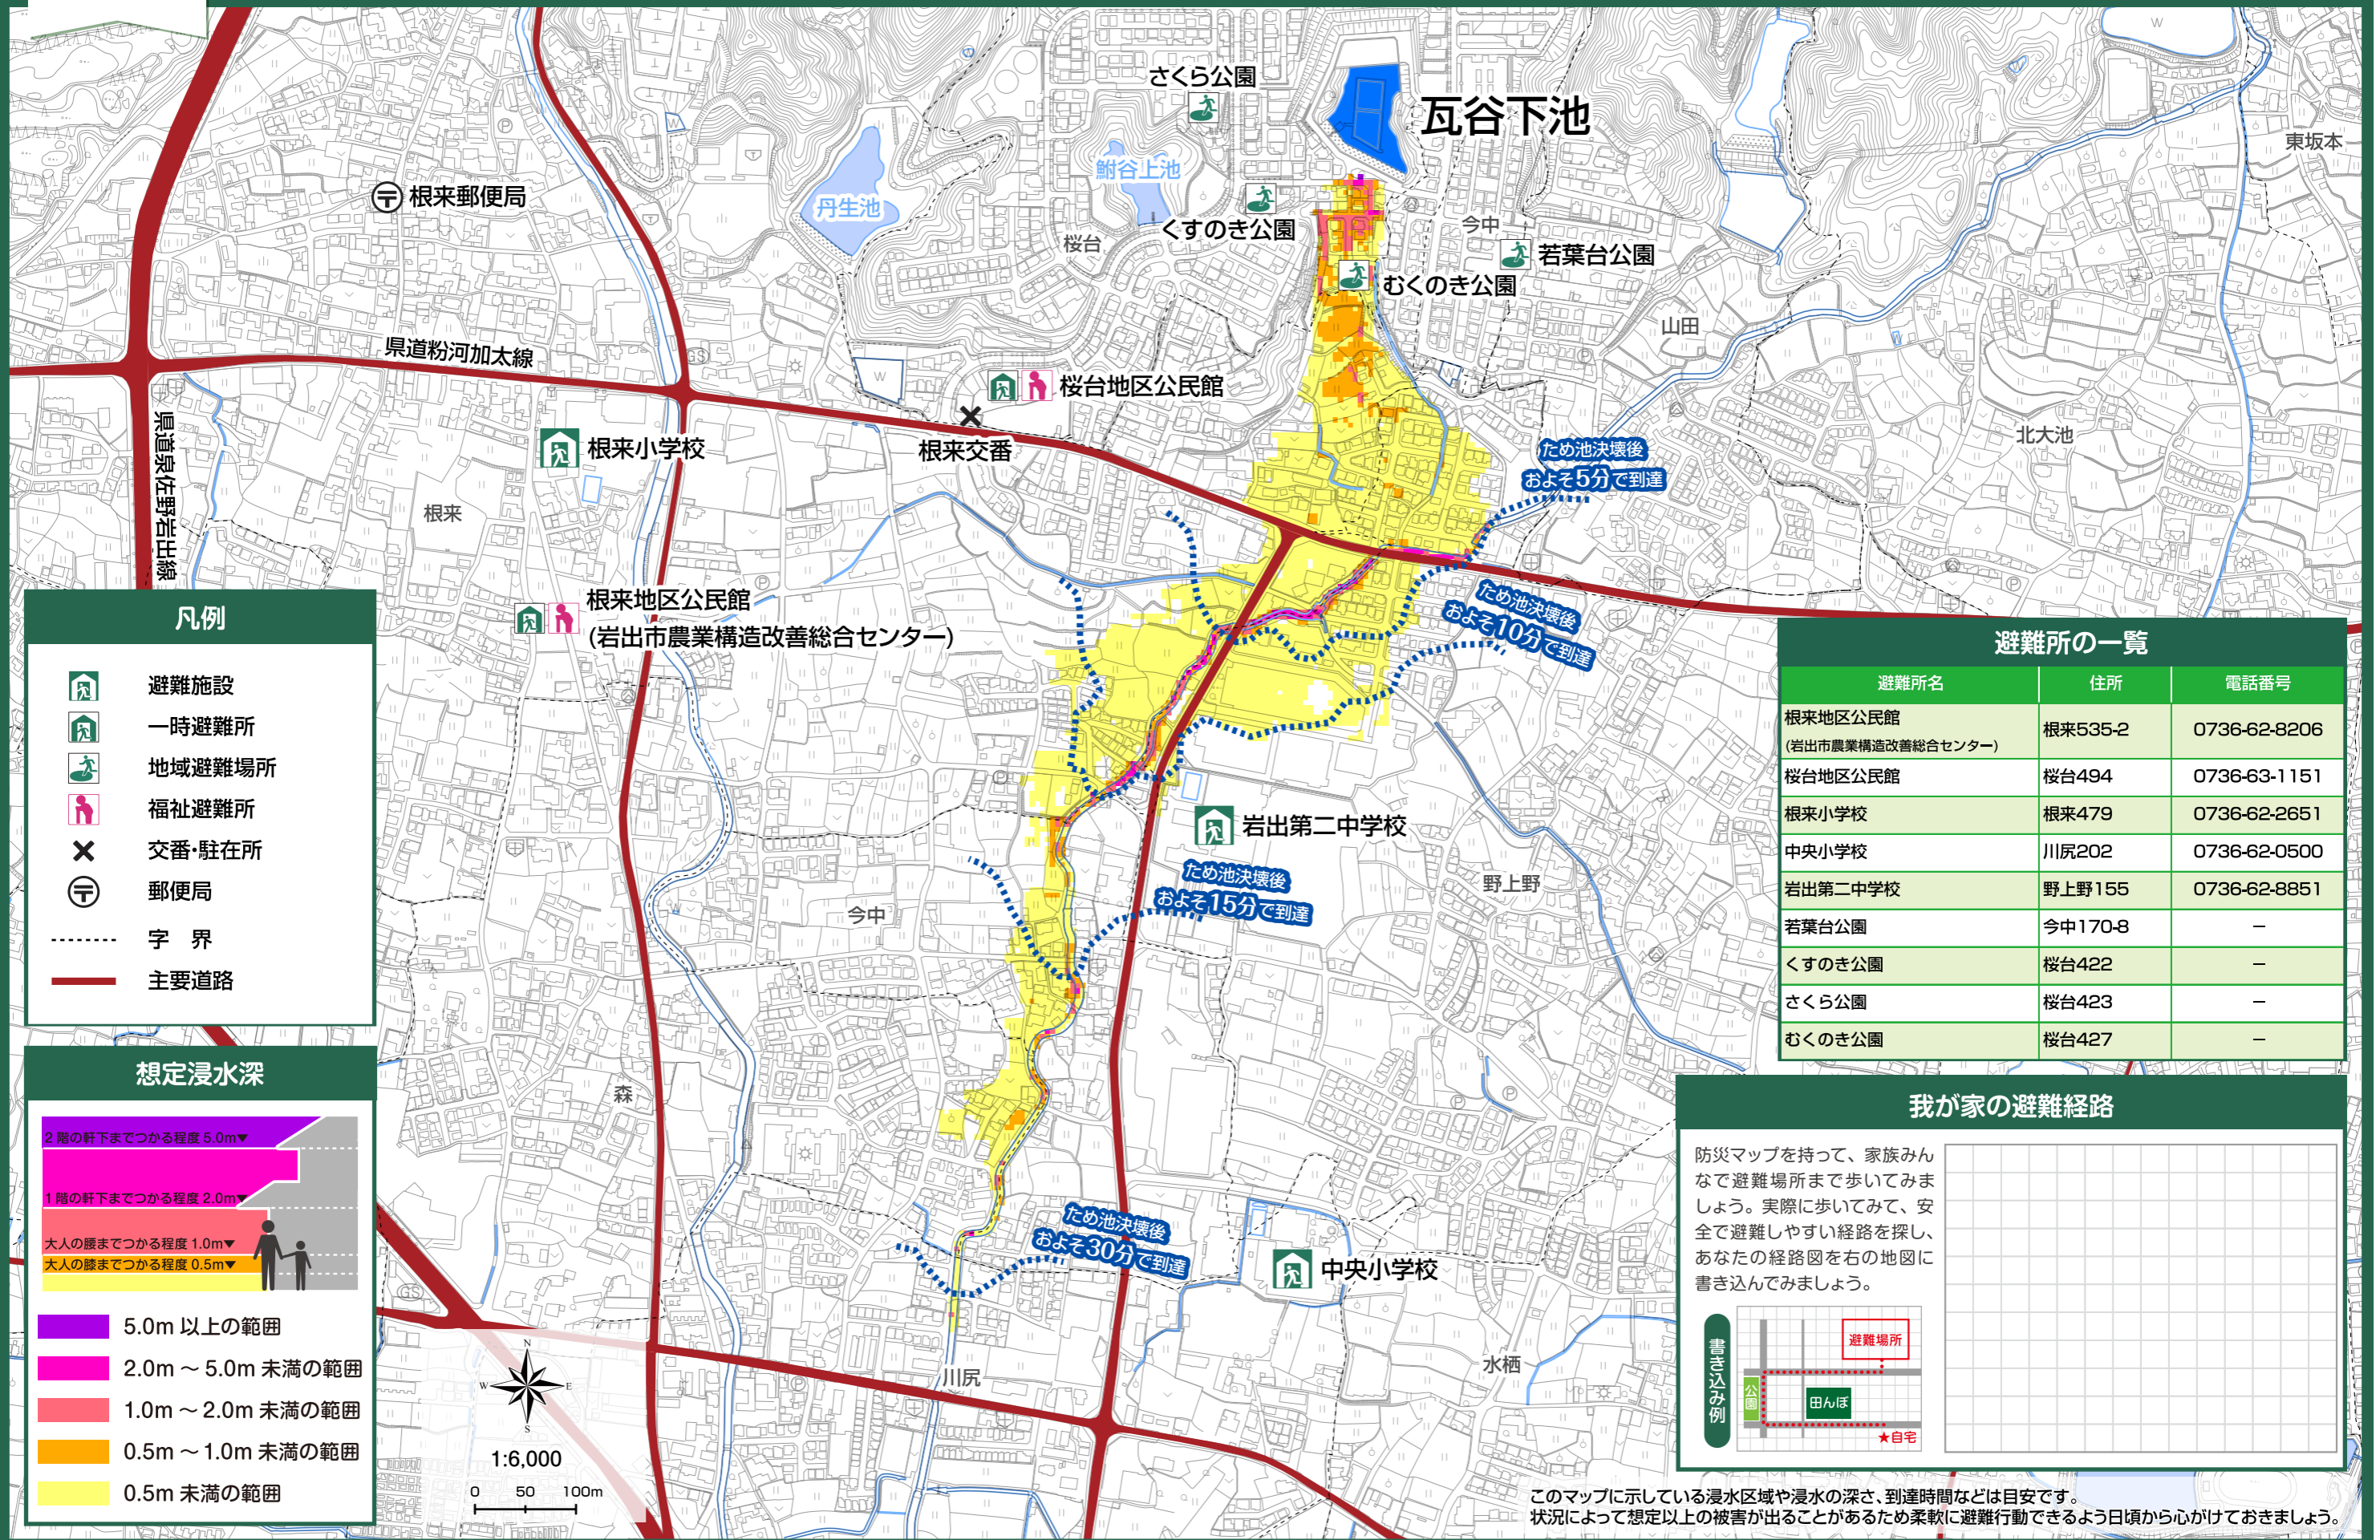 さくら公園
瓦谷下池
東坂本
鮒谷上池
根来郵便局
丹生池
くすのき公園
今中
若葉台公園
桜台
むくのき公園
山田
県道粉河加太線
GS
桜台地区公民館
県道泉佐野岩出線
根来小学校
根来交番
北大池
ため池決壊後
およそ5分で到達
根来
根来地区公民館
(岩出市農業構造改善総合センター)
ため池決壊後
およそ10分で到達
岩出第二中学校
ため池決壊後
およそ15分で到達
野上野
今中
森
ため池決壊後
およそ30分で到達
中央小学校
川尻
水栖
凡例
避難施設
一時避難所
地域避難場所
福祉避難所
交番・駐在所
郵便局
字 界
主要道路
想定浸水深
2階の軒下までつかる程度 5.0m▼
1階の軒下までつかる程度 2.0m▼
大人の腰までつかる程度 1.0m▼
大人の膝までつかる程度 0.5m▼
5.0m 以上の範囲
2.0m ～ 5.0m 未満の範囲
1.0m ～ 2.0m 未満の範囲
0.5m ～ 1.0m 未満の範囲
0.5m 未満の範囲
GS
N
W E
S
1:6,000
0 50 100m
避難所の一覧
避難所名 住所 電話番号
根来地区公民館
(岩出市農業構造改善総合センター) 根来535-2 0736-62-8206
桜台地区公民館 桜台494 0736-63-1151
根来小学校 根来479 0736-62-2651
中央小学校 川尻202 0736-62-0500
岩出第二中学校 野上野155 0736-62-8851
若葉台公園 今中170-8 －
くすのき公園 桜台422 －
さくら公園 桜台423 －
むくのき公園 桜台427 －
我が家の避難経路
防災マップを持って、家族みん
なで避難場所まで歩いてみま
しょう。実際に歩いてみて、安
全で避難しやすい経路を探し、
あなたの経路図を右の地図に
書き込んでみましょう。
書き込み例
避難場所
公園
田んぼ
★自宅
このマップに示している浸水区域や浸水の深さ、到達時間などは目安です。
状況によって想定以上の被害が出ることがあるため柔軟に避難行動できるよう日頃から心がけておきましょう。